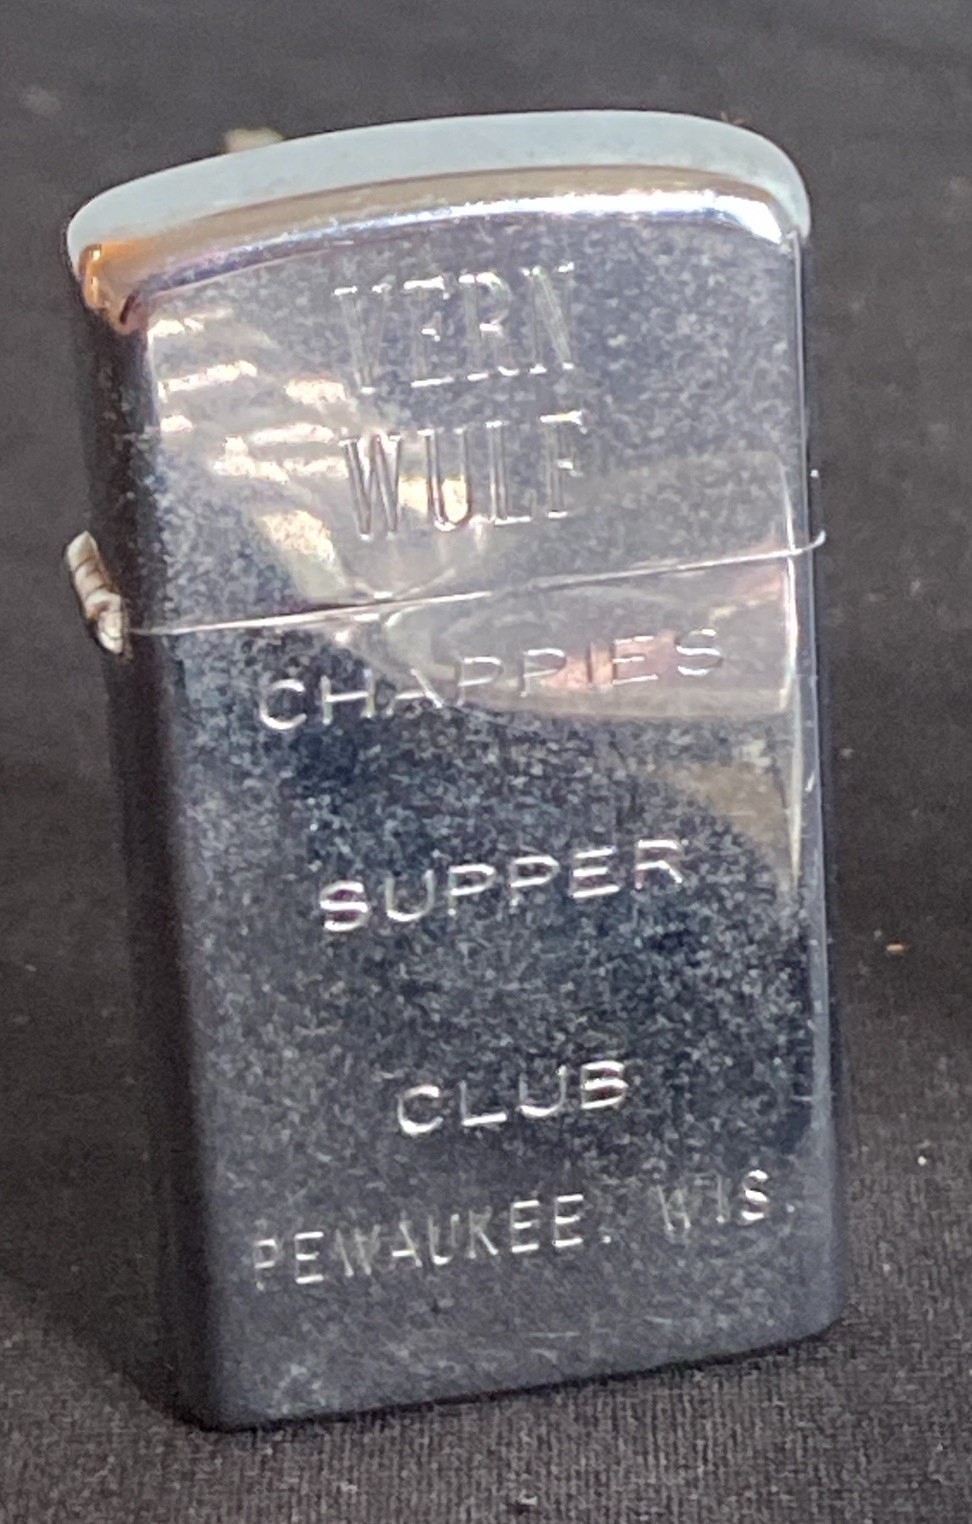 VERN
WULF
CHAPPIES
SUPPER
CLUB
PEWAUKEE. WIS.